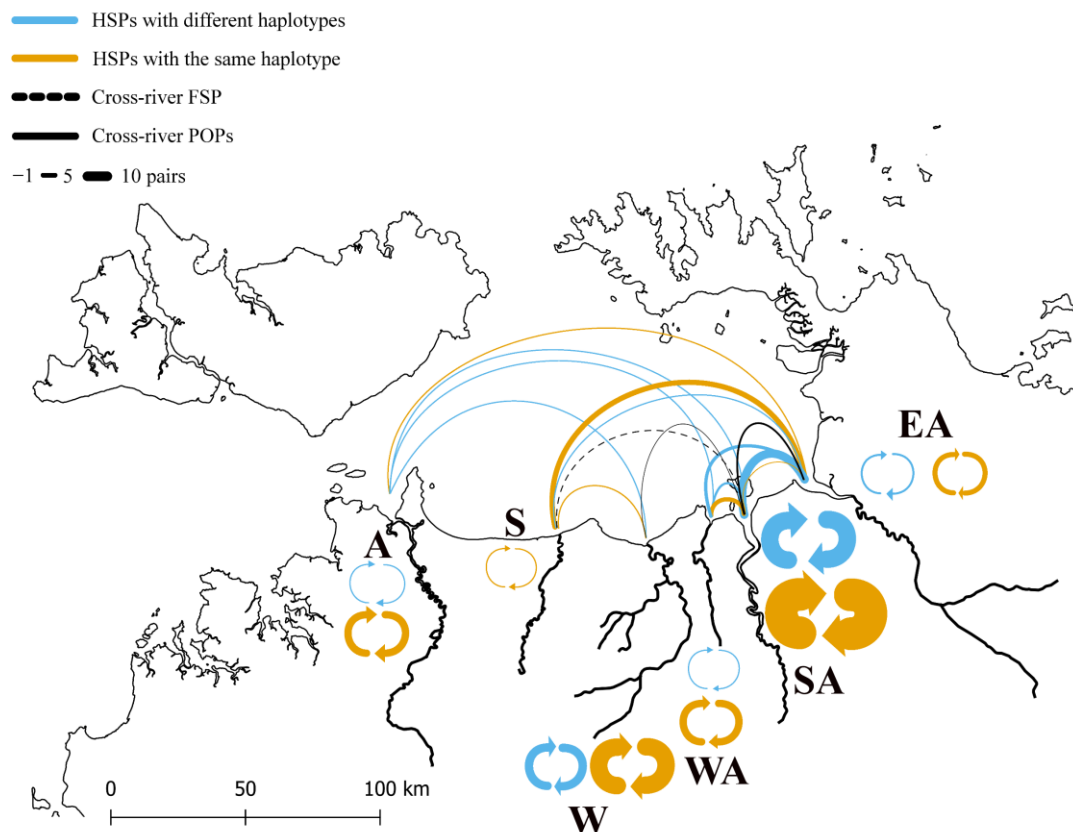 HSPs with different haplotypes
HSPs with the same haplotype
Cross-river FSP
Cross-river POPs
1 5 10 pairs
EA
S
A
SA
WA
W
0 50 100 km